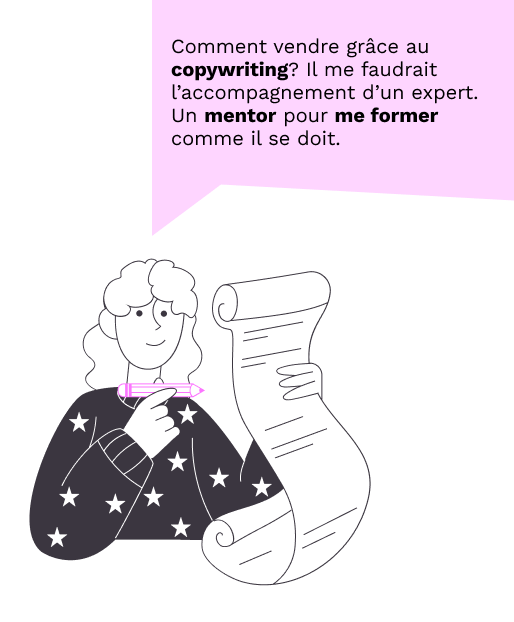 Comment vendre grâce au
copywriting? Il me faudrait
l’accompagnement d’un expert.
Un mentor pour me former
comme il se doit.